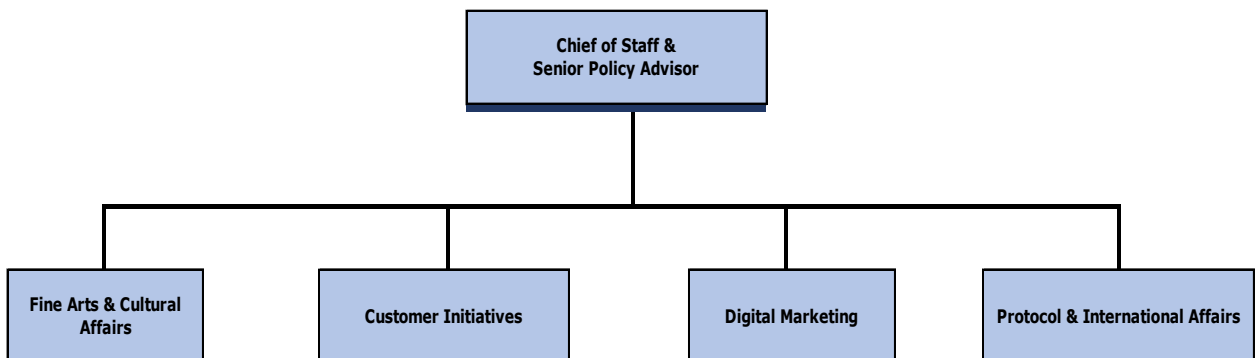 Chief of Staff &
Senior Policy Advisor
Fine Arts & Cultural
Affairs
Customer Initiatives
Digital Marketing
Protocol & International Affairs